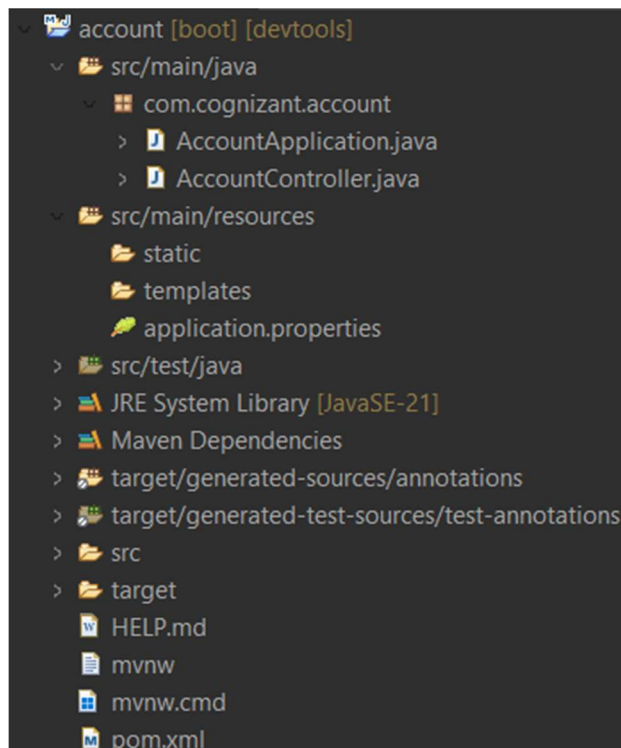 account [boot] [devtools]
src/main/java
com.cognizant.account
AccountApplication.java
AccountController.java
src/main/resources
static
templates
application.properties
src/test/java
JRE System Library [JavaSE-21]
Maven Dependencies
target/generated-sources/annotations
target/generated-test-sources/test-annotations
src
target
HELP.md
mvnw
mvnw.cmd
pom.xml